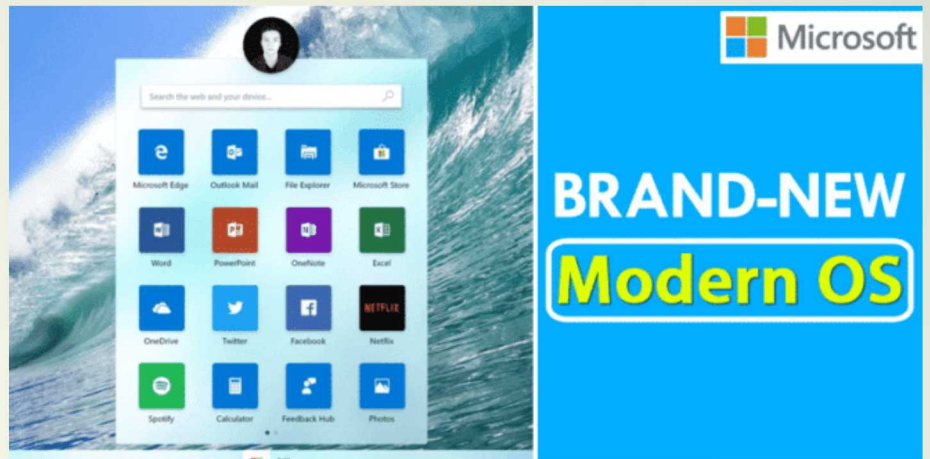 Search the web and your device...
Microsoft Edge
Outlook Mail
File Explorer
Microsoft Store
Word
PowerPoint
OneNote
Excel
OneDrive
Twitter
Facebook
NETFLIX
Netflix
Spotify
Calculator
Feedback Hub
Photos
Microsoft
BRAND-NEW
Modern OS